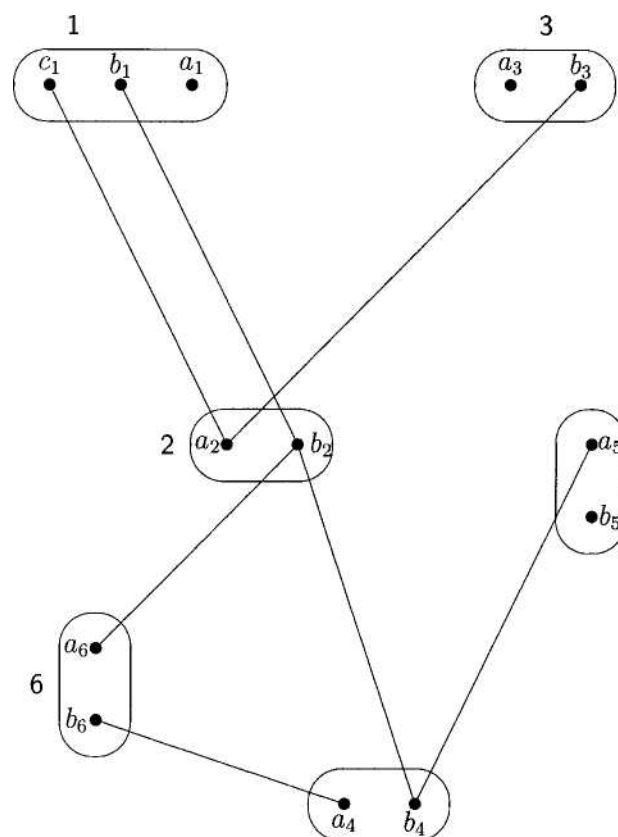 1 3
c₁ b₁ a₁ a₃ b₃
2 a₂ b₂ a₅
b₅
a₆
6
b₆
a₄ b₄